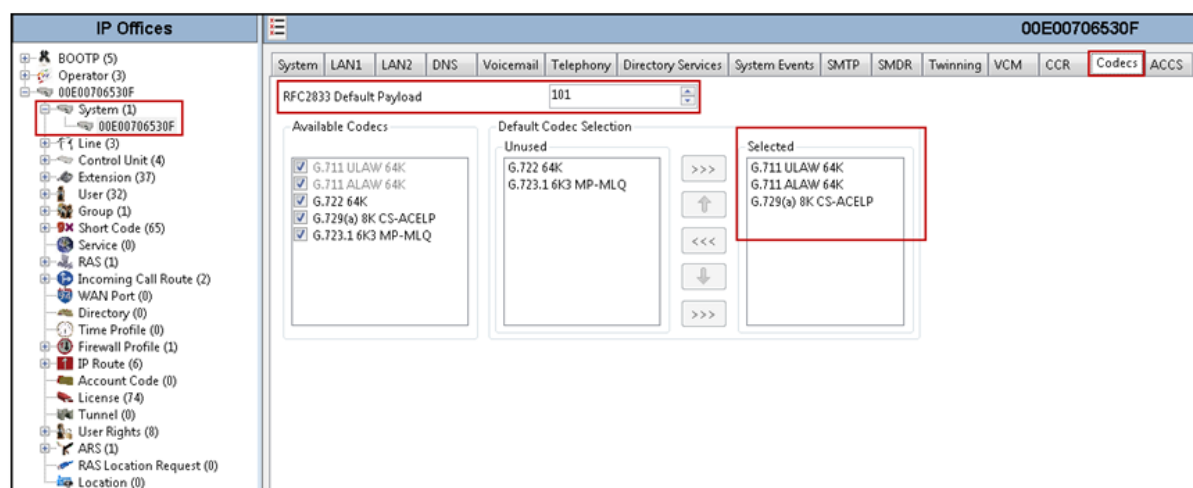 IP Offices
BOOTP (5)
Operator (3)
00E00706530F
System (1)
00E00706530F
Line (3)
Control Unit (4)
Extension (37)
User (32)
Group (1)
Short Code (65)
Service (0)
RAS (1)
Incoming Call Route (2)
WAN Port (0)
Directory (0)
Time Profile (0)
Firewall Profile (1)
IP Route (6)
Account Code (0)
License (74)
Tunnel (0)
User Rights (8)
ARS (1)
RAS Location Request (0)
Location (0)
00E00706530F
System LAN1 LAN2 DNS Voicemail Telephony Directory Services System Events SMTP SMDR Twinning VCM CCR Codecs ACCS
RFC2833 Default Payload 101
Available Codecs
G.711 ULAW 64K
G.711 ALAW 64K
G.722 64K
G.729(a) 8K CS-ACELP
G.723.1 6K3 MP-MLQ
Default Codec Selection
Unused
G.722 64K
G.723.1 6K3 MP-MLQ
>>>
<<<
>>>
Selected
G.711 ULAW 64K
G.711 ALAW 64K
G.729(a) 8K CS-ACELP